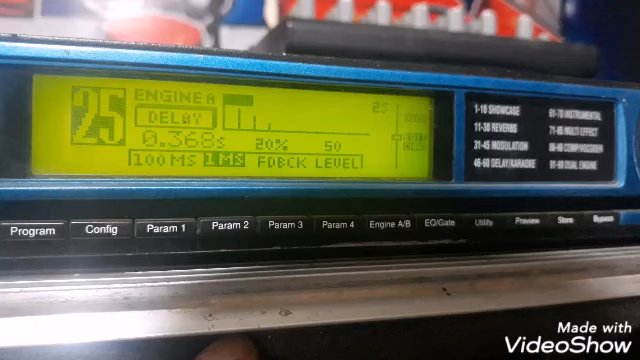 25
ENGINE A
DELAY
2s
0.368s 20% 50
100 MS 1 MS FDBCK LEVEL
EDIT
1-10 SHOWCASE
11-30 REVERBS
31-45 MODULATION
46-60 DELAY/KARAOKE
61-70 INSTRUMENTAL
71-85 MULTI EFFECT
86-90 COMP/VOCODER
91-99 DUAL ENGINE
Program Config Param 1 Param 2 Param 3 Param 4 Engine A/B EQ/Gate Utility Preview Store Bypass
Made with
VideoShow